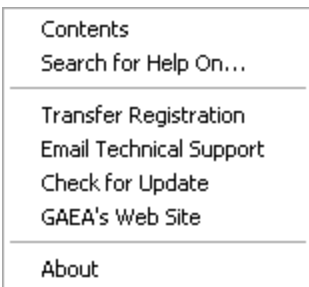 Contents
Search for Help On...
Transfer Registration
Email Technical Support
Check for Update
GAEA's Web Site
About